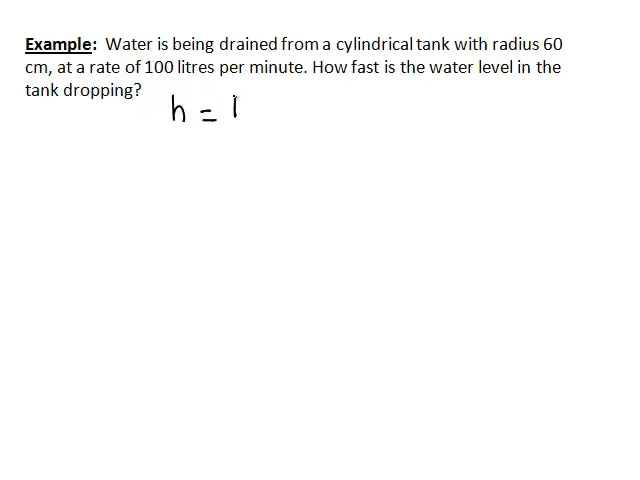 Example: Water is being drained from a cylindrical tank with radius 60
cm, at a rate of 100 litres per minute. How fast is the water level in the
tank dropping?
h =